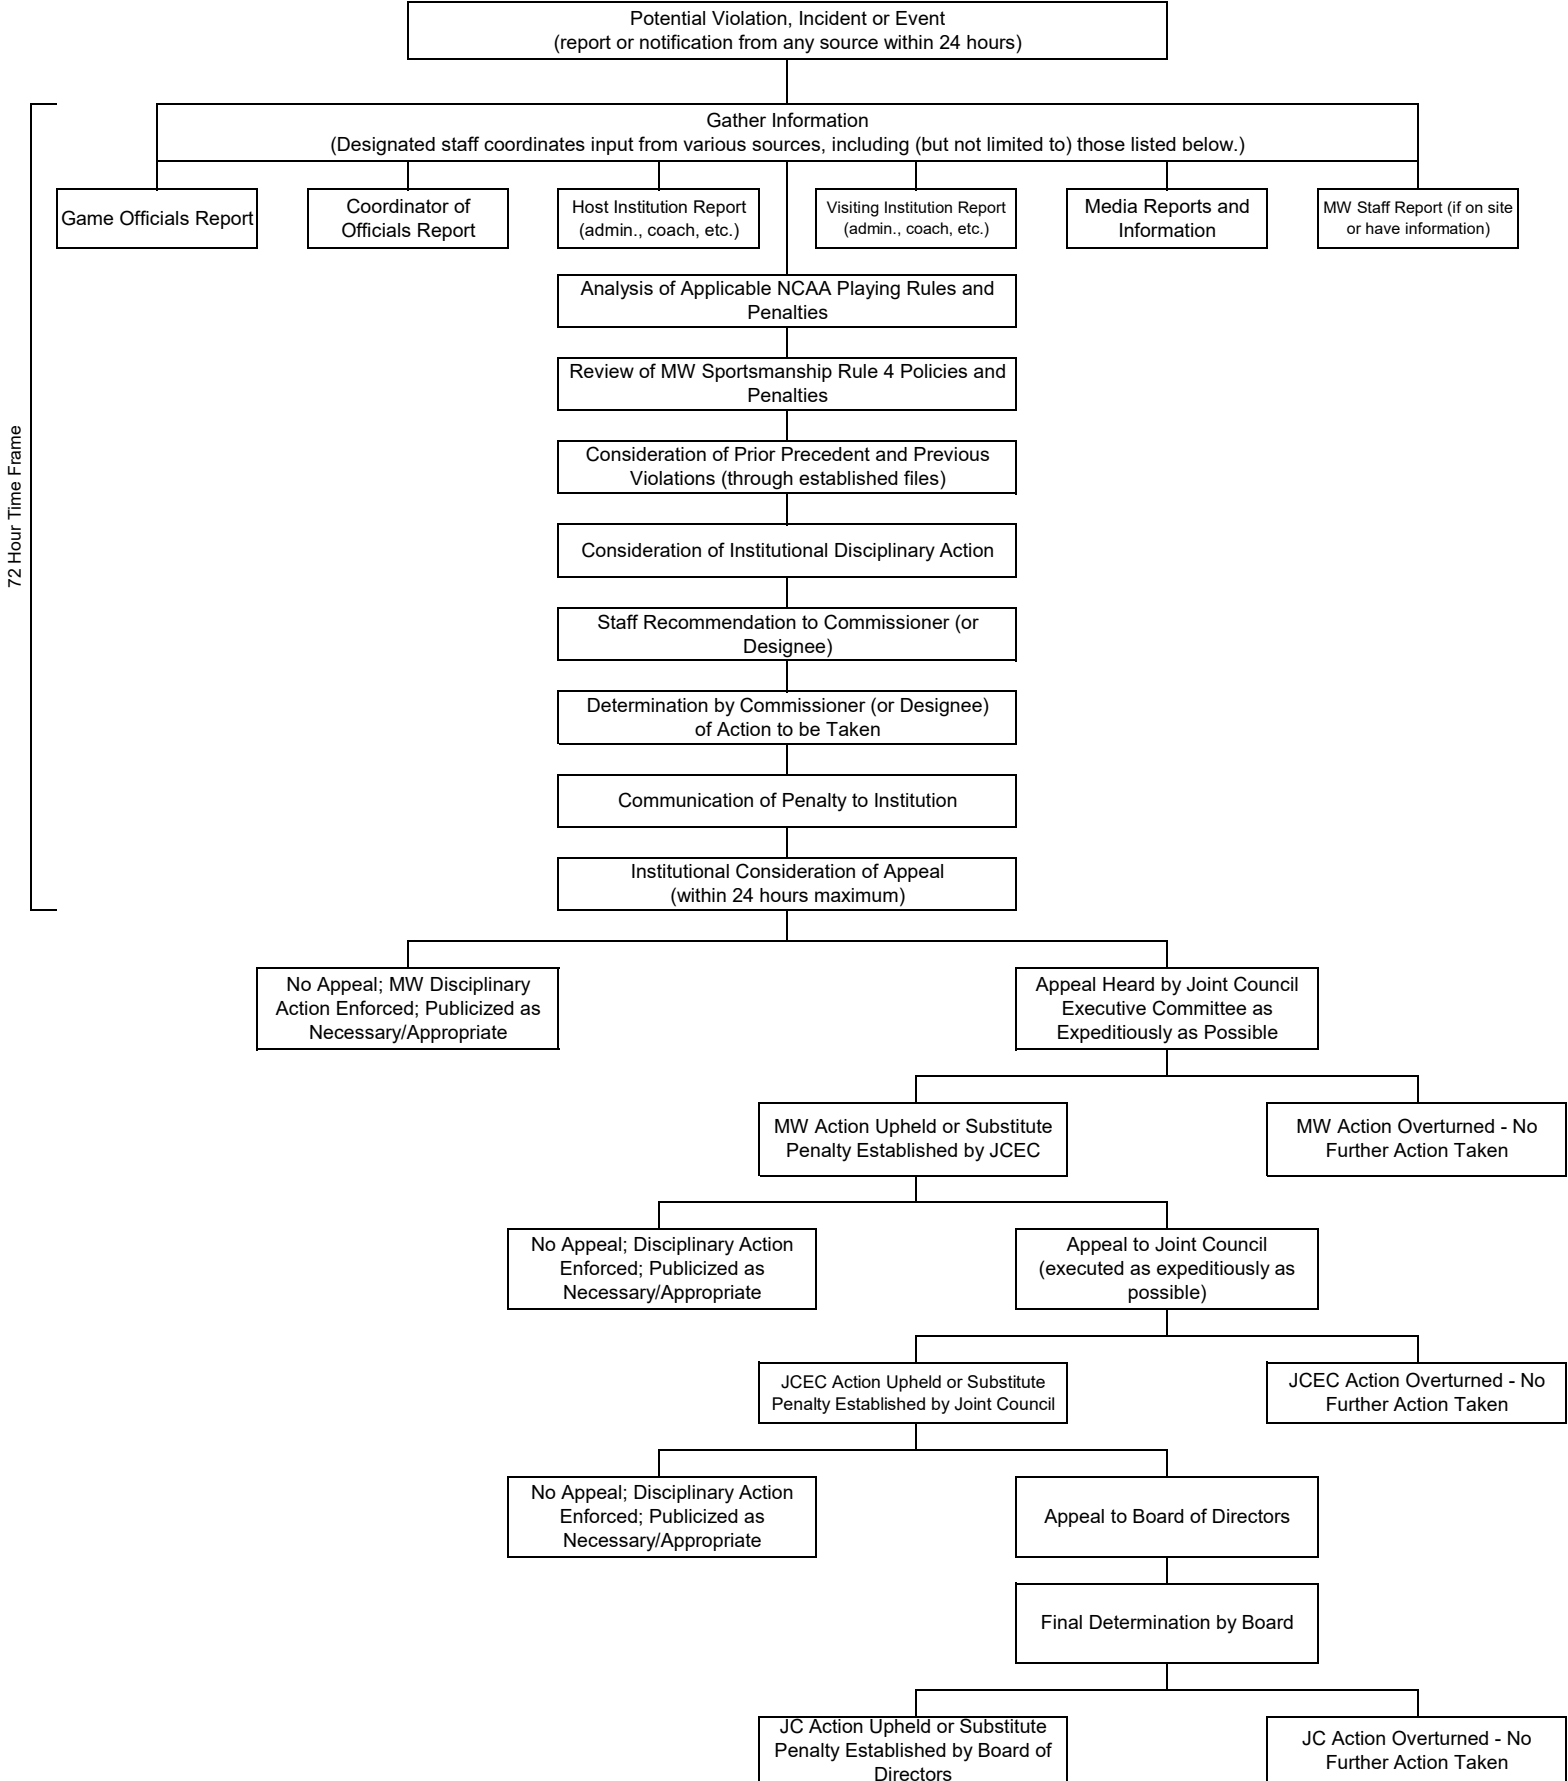 Potential Violation, Incident or Event
(report or notification from any source within 24 hours)
Gather Information
(Designated staff coordinates input from various sources, including (but not limited to) those listed below.)
Game Officials Report
Coordinator of
Officials Report
Host Institution Report
(admin., coach, etc.)
Visiting Institution Report
(admin., coach, etc.)
Media Reports and
Information
MW Staff Report (if on site
or have information)
72 Hour Time Frame
Analysis of Applicable NCAA Playing Rules and
Penalties
Review of MW Sportsmanship Rule 4 Policies and
Penalties
Consideration of Prior Precedent and Previous
Violations (through established files)
Consideration of Institutional Disciplinary Action
Staff Recommendation to Commissioner (or
Designee)
Determination by Commissioner (or Designee)
of Action to be Taken
Communication of Penalty to Institution
Institutional Consideration of Appeal
(within 24 hours maximum)
No Appeal; MW Disciplinary
Action Enforced; Publicized as
Necessary/Appropriate
Appeal Heard by Joint Council
Executive Committee as
Expeditiously as Possible
MW Action Upheld or Substitute
Penalty Established by JCEC
MW Action Overturned - No
Further Action Taken
No Appeal; Disciplinary Action
Enforced; Publicized as
Necessary/Appropriate
Appeal to Joint Council
(executed as expeditiously as
possible)
JCEC Action Upheld or Substitute
Penalty Established by Joint Council
JCEC Action Overturned - No
Further Action Taken
No Appeal; Disciplinary Action
Enforced; Publicized as
Necessary/Appropriate
Appeal to Board of Directors
Final Determination by Board
JC Action Upheld or Substitute
Penalty Established by Board of
Directors
JC Action Overturned - No
Further Action Taken